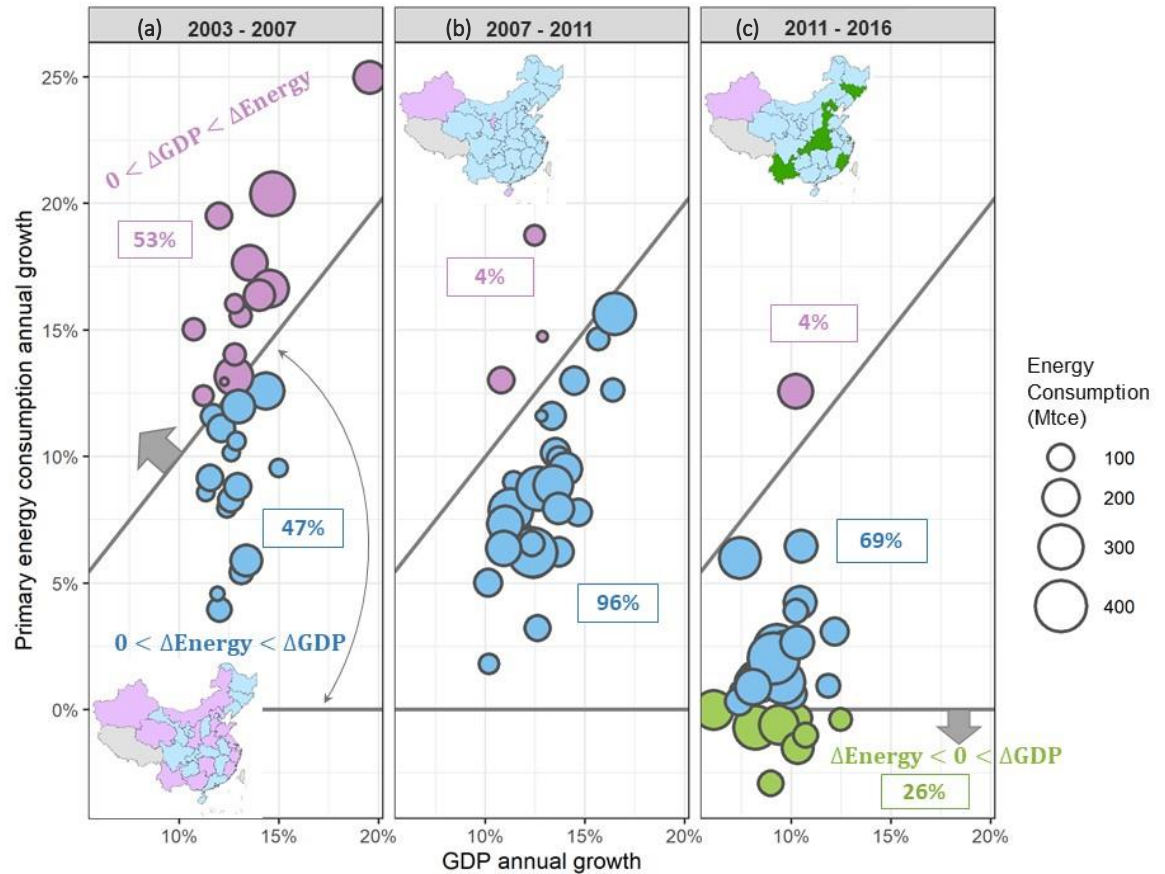 (a) 2003 - 2007
(b) 2007 - 2011
(c) 2011 - 2016
Primary energy consumption annual growth
25%
20%
15%
10%
5%
0%
0 < ΔGDP < ΔEnergy
53%
47%
0 < ΔEnergy < ΔGDP
4%
96%
4%
69%
ΔEnergy < 0 < ΔGDP
26%
10% 15% 20%
10% 15% 20%
10% 15% 20%
GDP annual growth
Energy
Consumption
(Mtce)
100
200
300
400